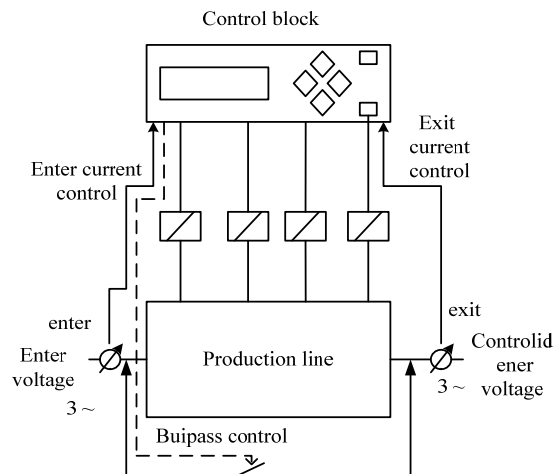 Control block
Exit
current
control
Enter current
control
enter
exit
Enter
voltage
3 ~
Production line
Controlid
ener
voltage
3 ~
Buipass control